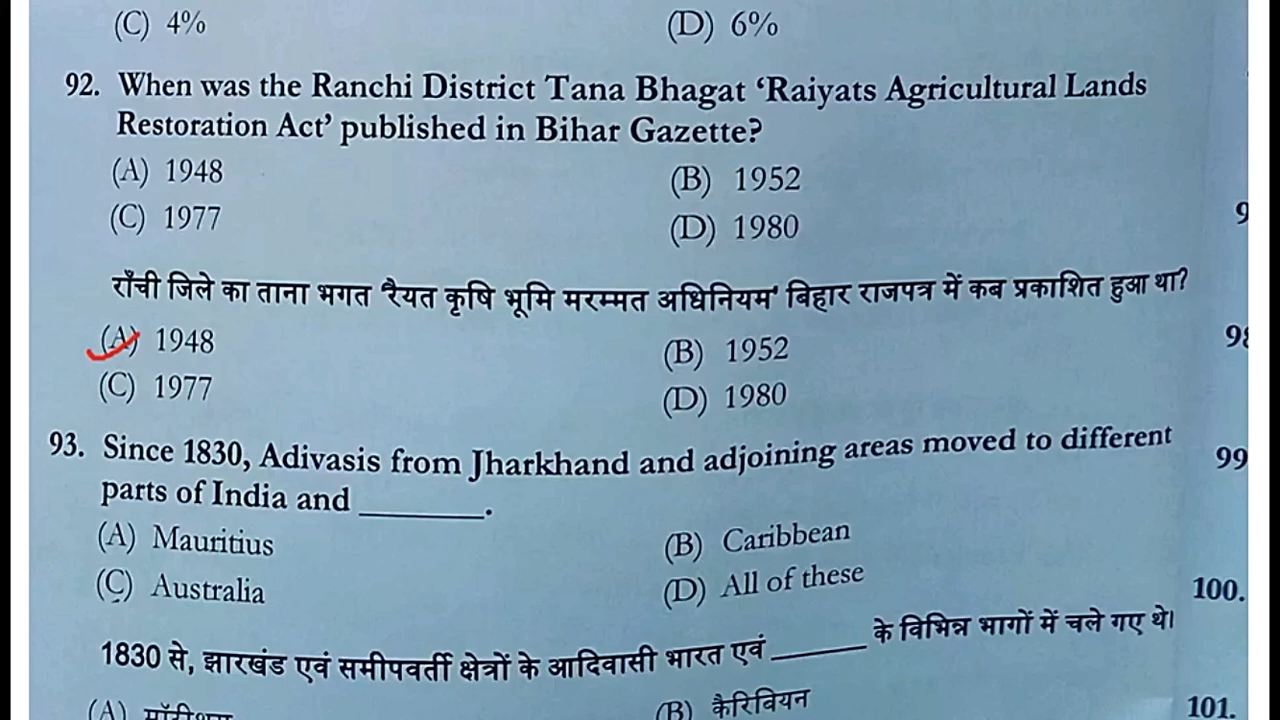 (C) 4% (D) 6%
92. When was the Ranchi District Tana Bhagat ‘Raiyats Agricultural Lands
Restoration Act’ published in Bihar Gazette?
(A) 1948 (B) 1952
(C) 1977 (D) 1980
राँची जिले का ताना भगत 'रैयत कृषि भूमि मरम्मत अधिनियम' बिहार राजपत्र में कब प्रकाशित हुआ था?
(A) 1948 (B) 1952
(C) 1977 (D) 1980
93. Since 1830, Adivasis from Jharkhand and adjoining areas moved to different
parts of India and ________.
(A) Mauritius (B) Caribbean
(C) Australia (D) All of these
1830 से, झारखंड एवं समीपवर्ती क्षेत्रों के आदिवासी भारत एवं ________ के विभिन्न भागों में चले गए थे।
(A) (B) कैरिवियन
99
100.
101.